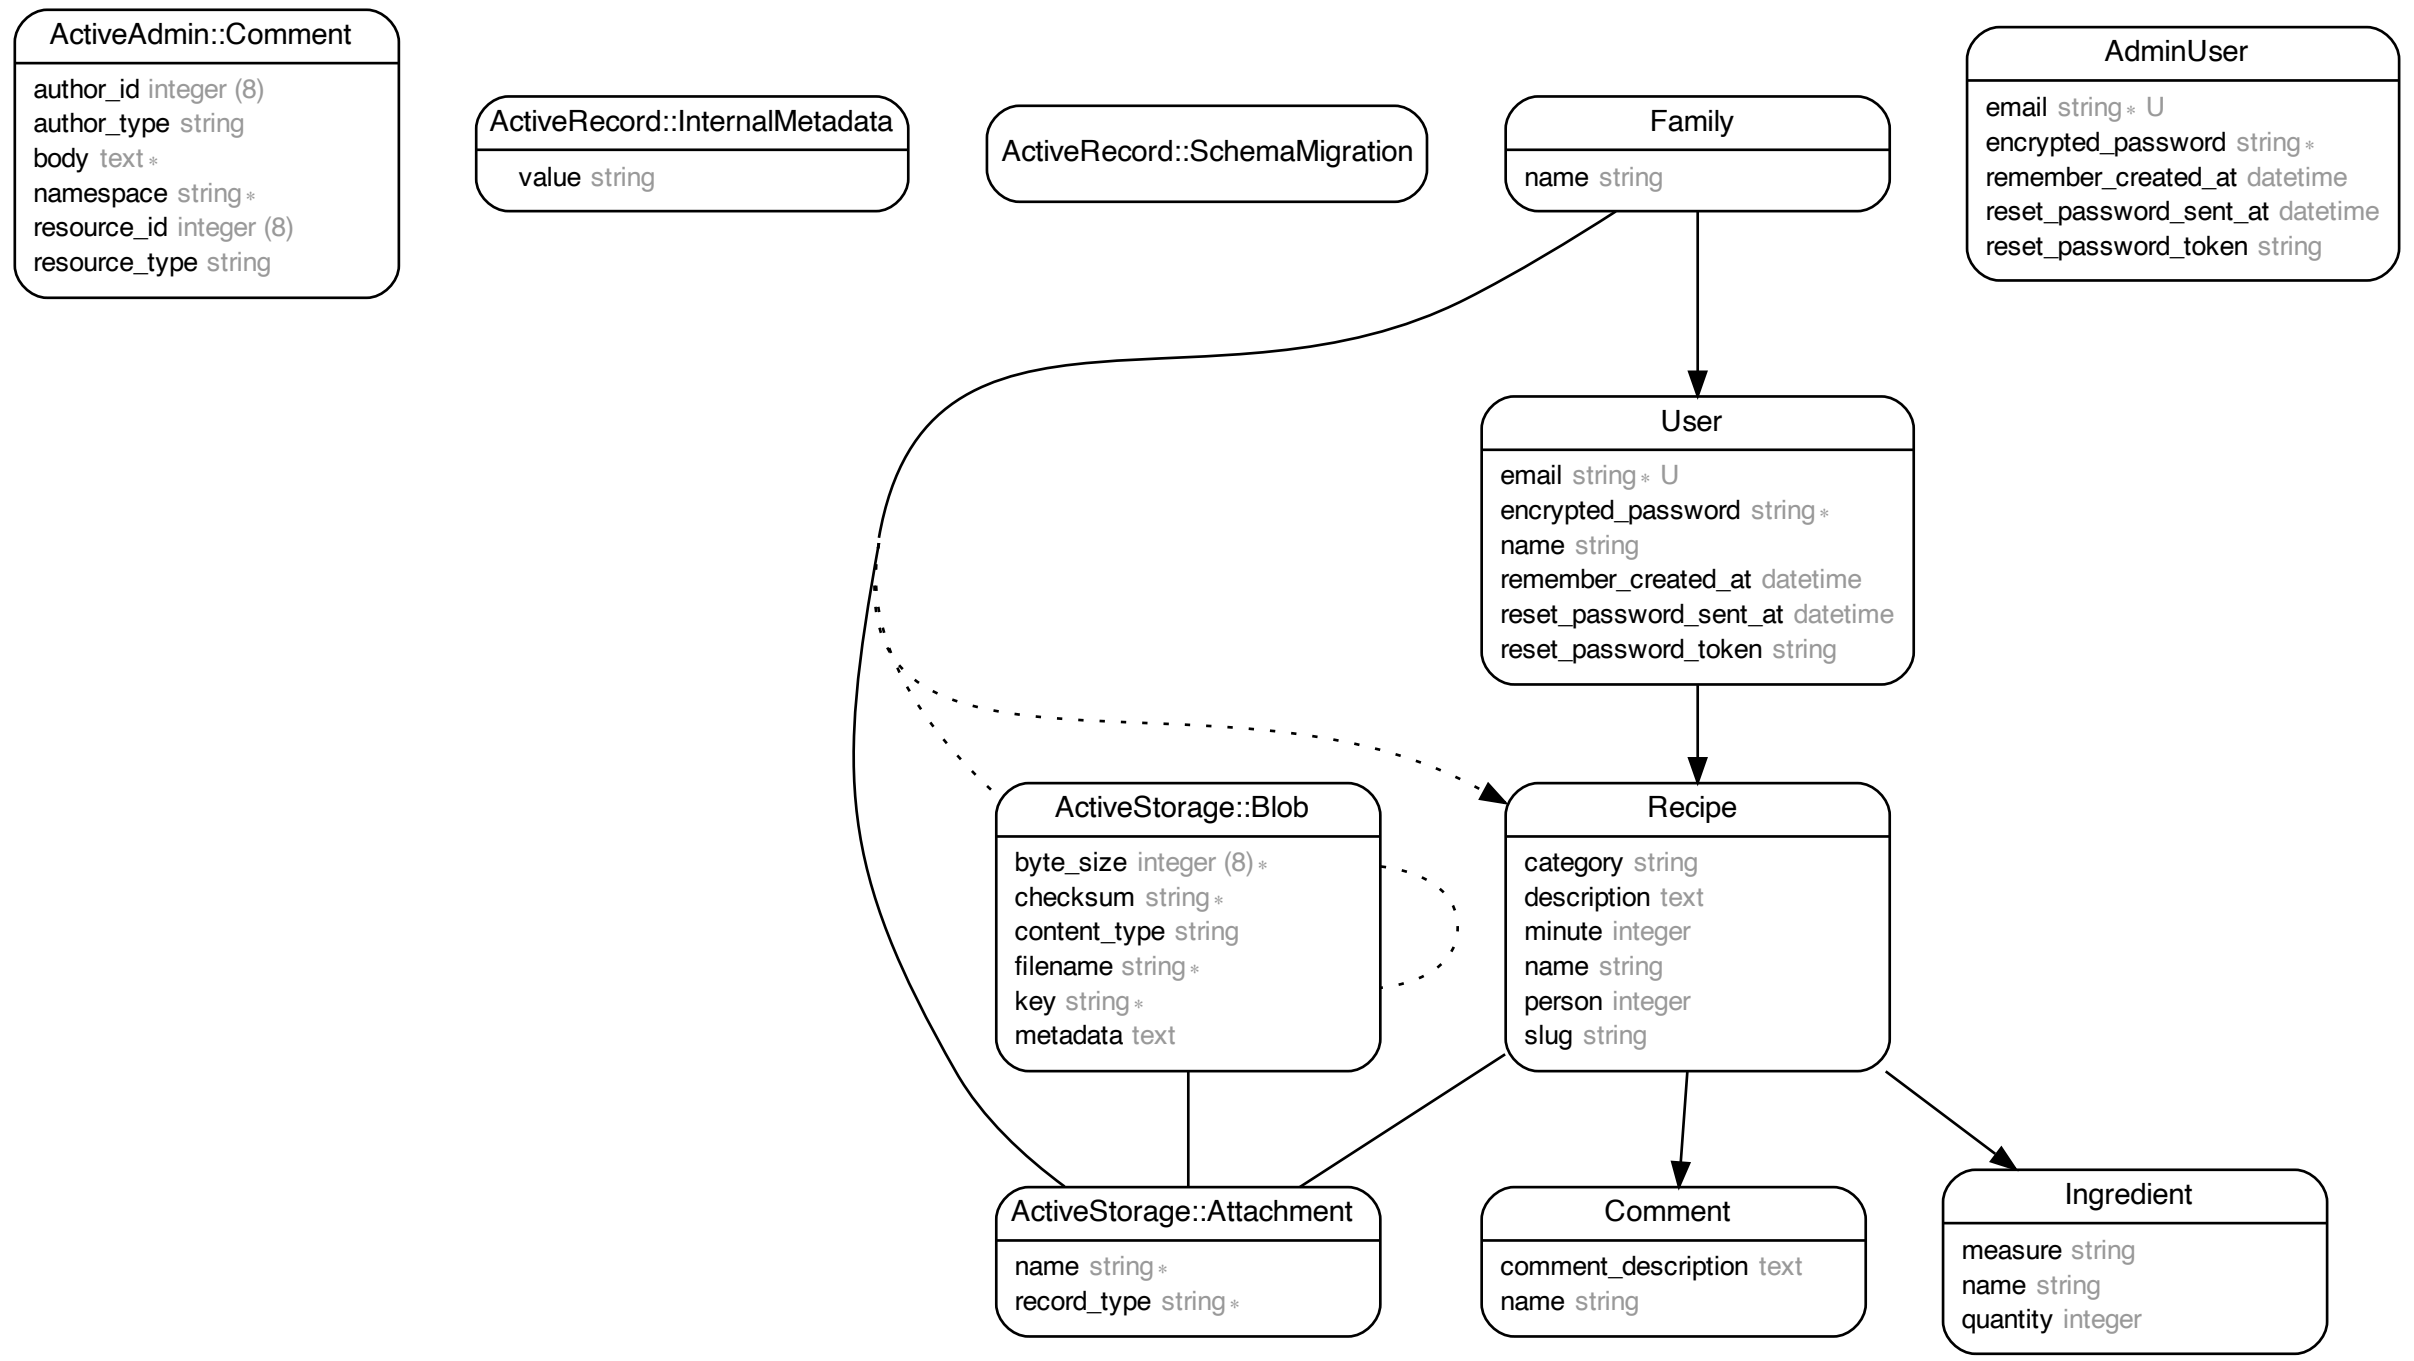 ActiveAdmin::Comment
author_id integer (8)
author_type string
body text *
namespace string *
resource_id integer (8)
resource_type string
ActiveRecord::InternalMetadata
value string
ActiveRecord::SchemaMigration
Family
name string
AdminUser
email string * U
encrypted_password string *
remember_created_at datetime
reset_password_sent_at datetime
reset_password_token string
User
email string * U
encrypted_password string *
name string
remember_created_at datetime
reset_password_sent_at datetime
reset_password_token string
ActiveStorage::Blob
byte_size integer (8) *
checksum string *
content_type string
filename string *
key string *
metadata text
Recipe
category string
description text
minute integer
name string
person integer
slug string
ActiveStorage::Attachment
name string *
record_type string *
Comment
comment_description text
name string
Ingredient
measure string
name string
quantity integer